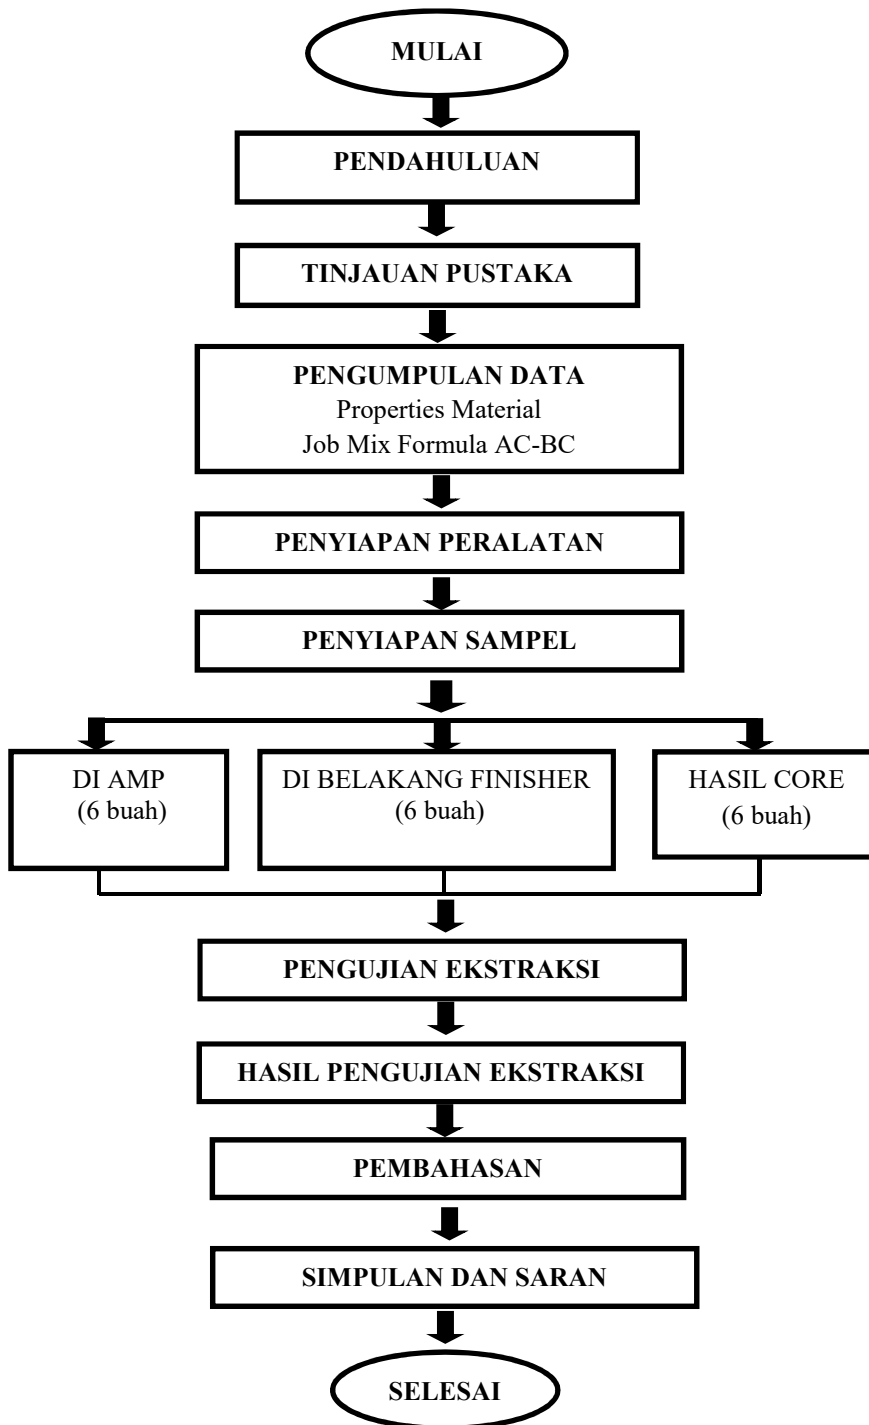 MULAI
PENDAHULUAN
TINJAUAN PUSTAKA
PENGUMPULAN DATA
Properties Material
Job Mix Formula AC-BC
PENYIAPAN PERALATAN
PENYIAPAN SAMPEL
DI AMP
(6 buah)
DI BELAKANG FINISHER
(6 buah)
HASIL CORE
(6 buah)
PENGUJIAN EKSTRAKSI
HASIL PENGUJIAN EKSTRAKSI
PEMBAHASAN
SIMPULAN DAN SARAN
SELESAI